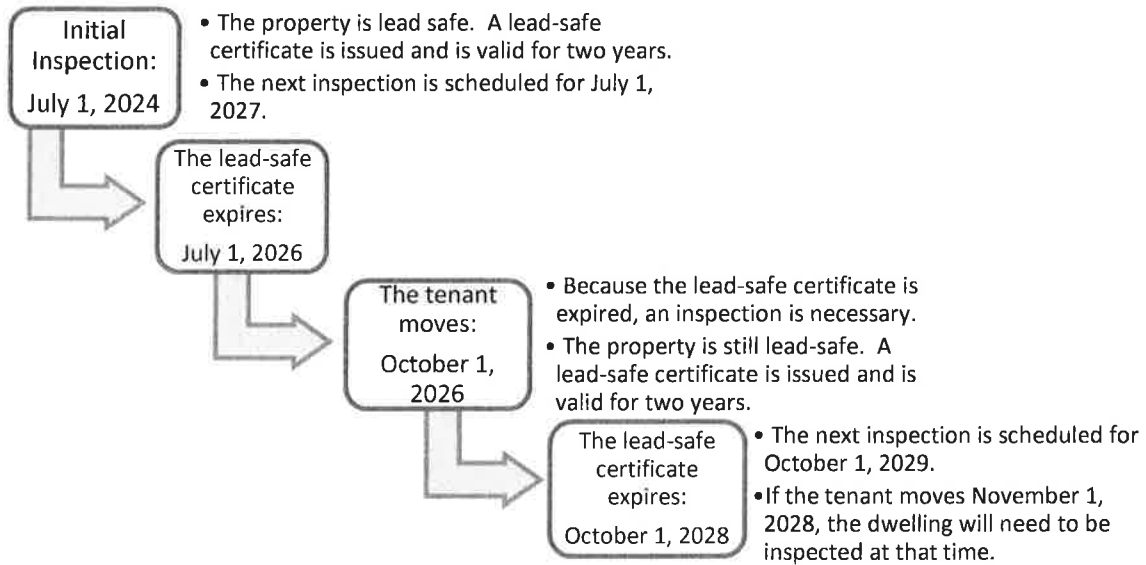 Initial
Inspection:
July 1, 2024
• The property is lead safe. A lead-safe
certificate is issued and is valid for two years.
• The next inspection is scheduled for July 1,
2027.
The lead-safe
certificate
expires:
July 1, 2026
The tenant
moves:
October 1,
2026
• Because the lead-safe certificate is
expired, an inspection is necessary.
• The property is still lead-safe. A
lead-safe certificate is issued and is
valid for two years.
The lead-safe
certificate
expires:
October 1, 2028
• The next inspection is scheduled for
October 1, 2029.
•If the tenant moves November 1,
2028, the dwelling will need to be
inspected at that time.